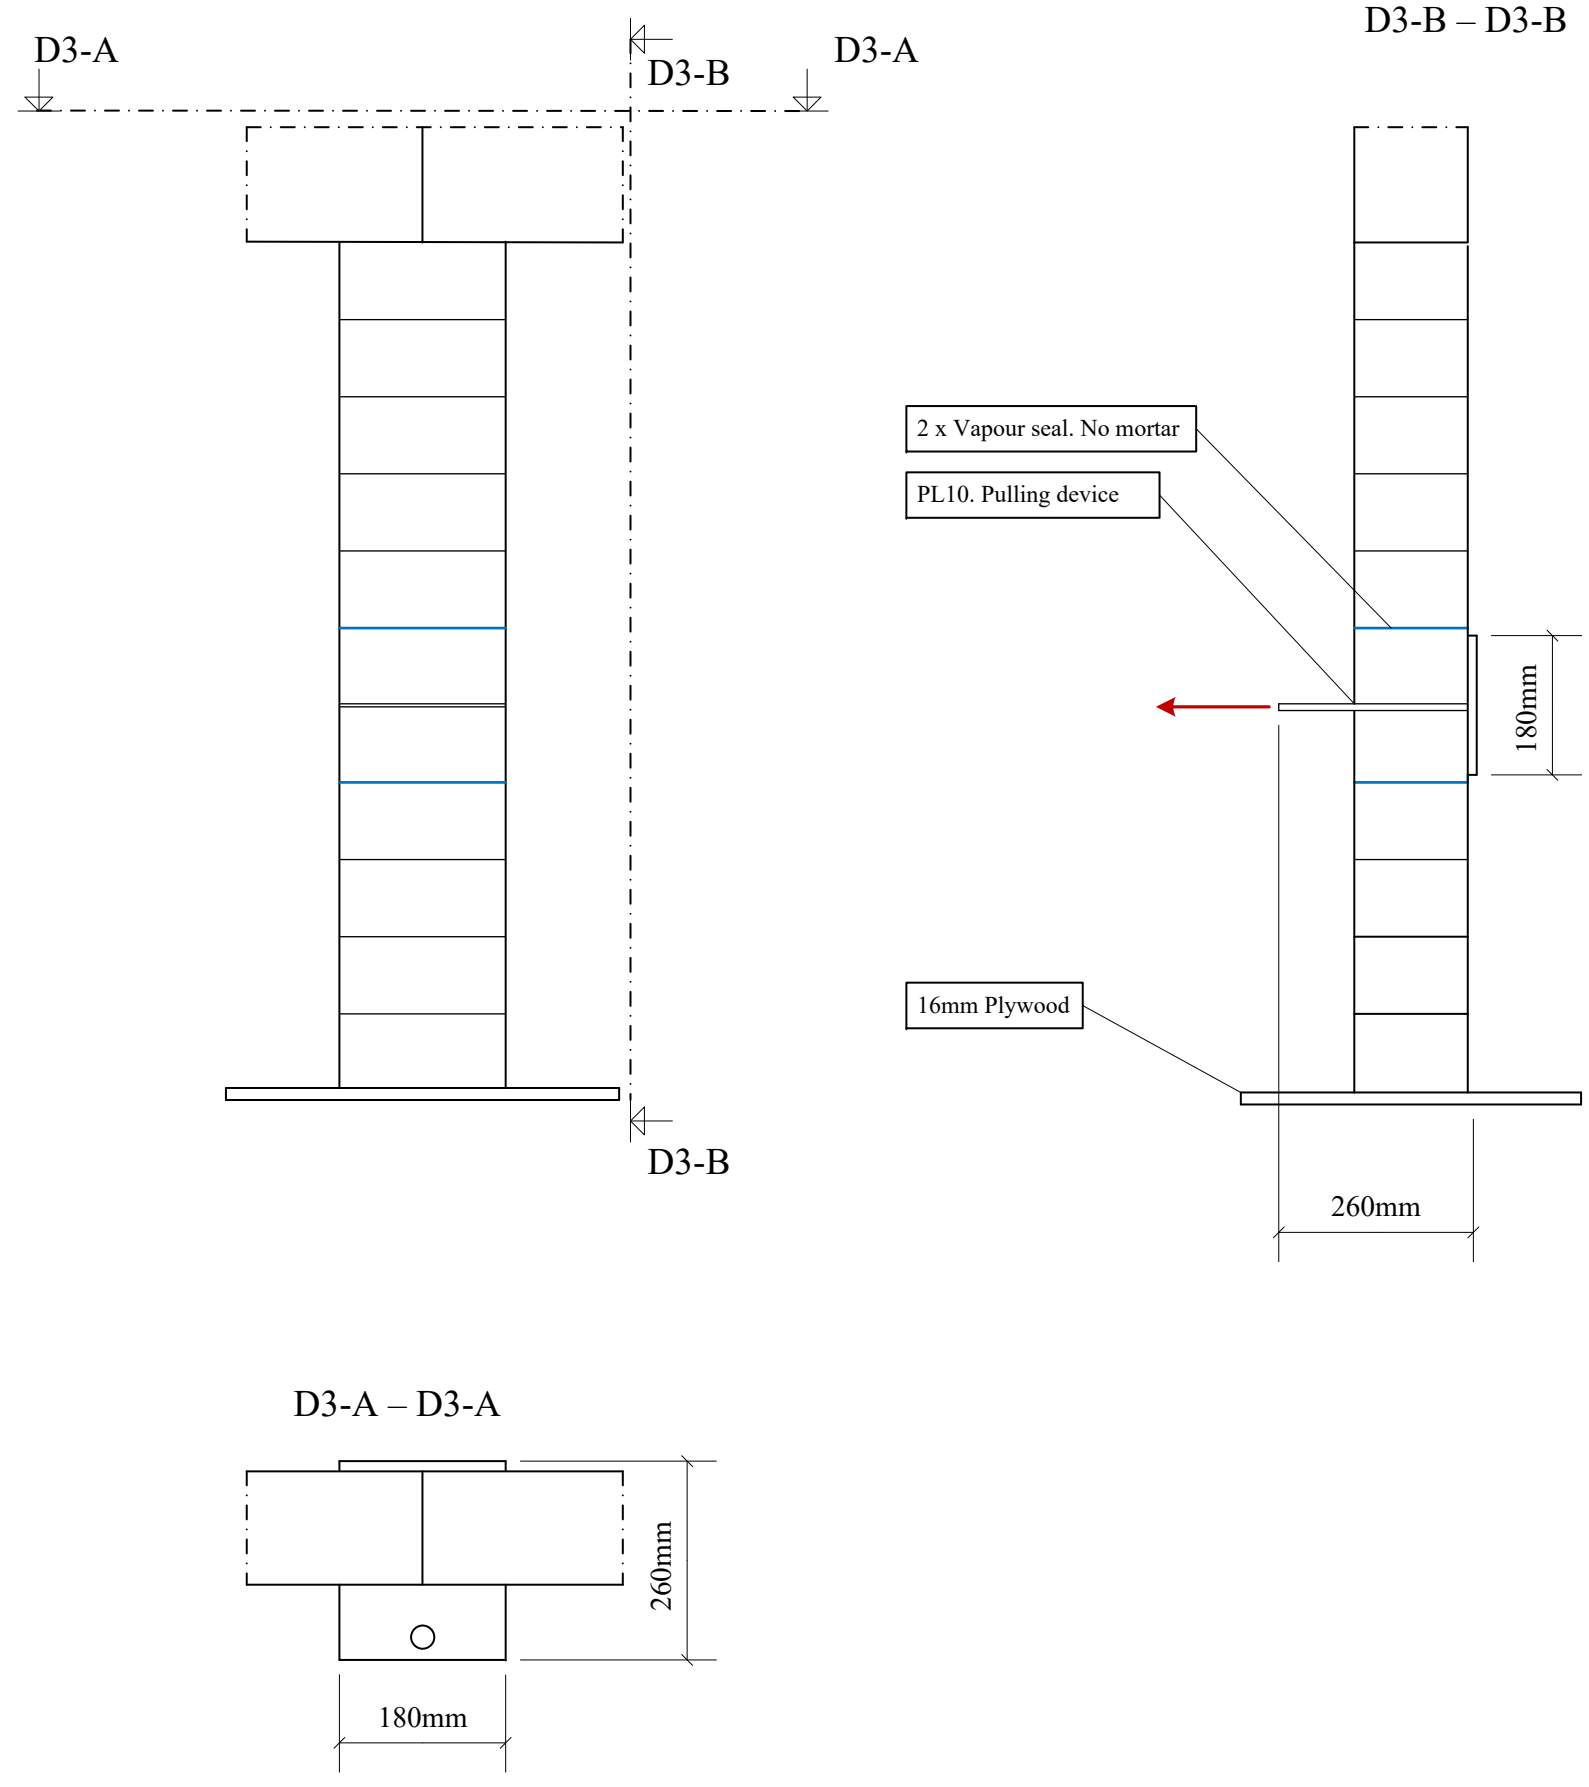 D3-B – D3-B
D3-A
D3-B
D3-A
2 x Vapour seal. No mortar
PL10. Pulling device
180mm
16mm Plywood
D3-B
260mm
D3-A – D3-A
260mm
180mm